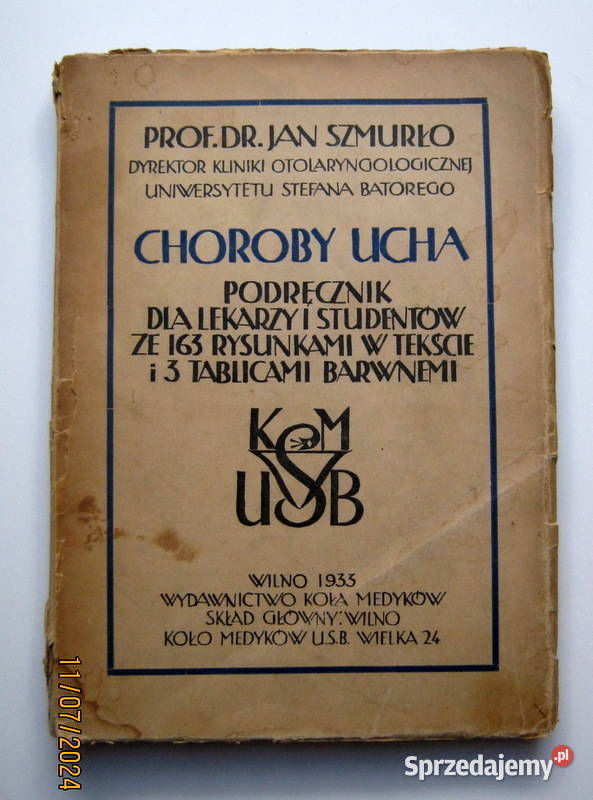 PROF. DR. JAN SZMURŁO
DYREKTOR KLINIKI OTOLARYNGOLOGICZNEJ
UNIWERSYTETU STEFANA BATOREGO
CHOROBY UCHA
PODRĘCZNIK
DLA LEKARZY I STUDENTÓW
ZE 163 RYSUNKAMI W TEKŚCIE
i 3 TABLICAMI BARWNEMI
K M
USB
WILNO 1933
WYDAWNICTWO KOŁA MEDYKÓW
SKŁAD GŁÓWNY: WILNO
KOŁO MEDYKÓW U.S.B. WIELKA 24
11/07/2024
Sprzedajemy.pl